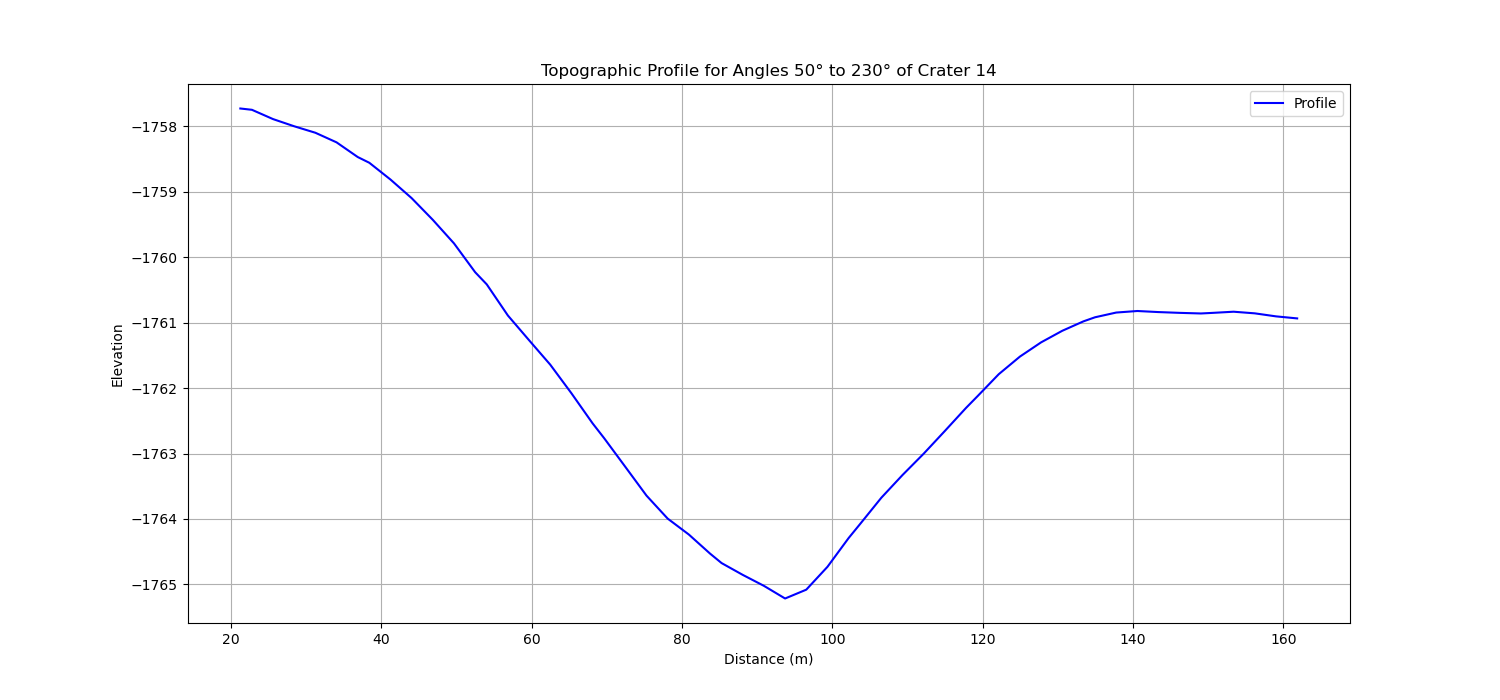 Topographic Profile for Angles 50° to 230° of Crater 14
Profile
−1758
−1759
−1760
−1761
−1762
−1763
−1764
−1765
Elevation
20 40 60 80 100 120 140 160
Distance (m)